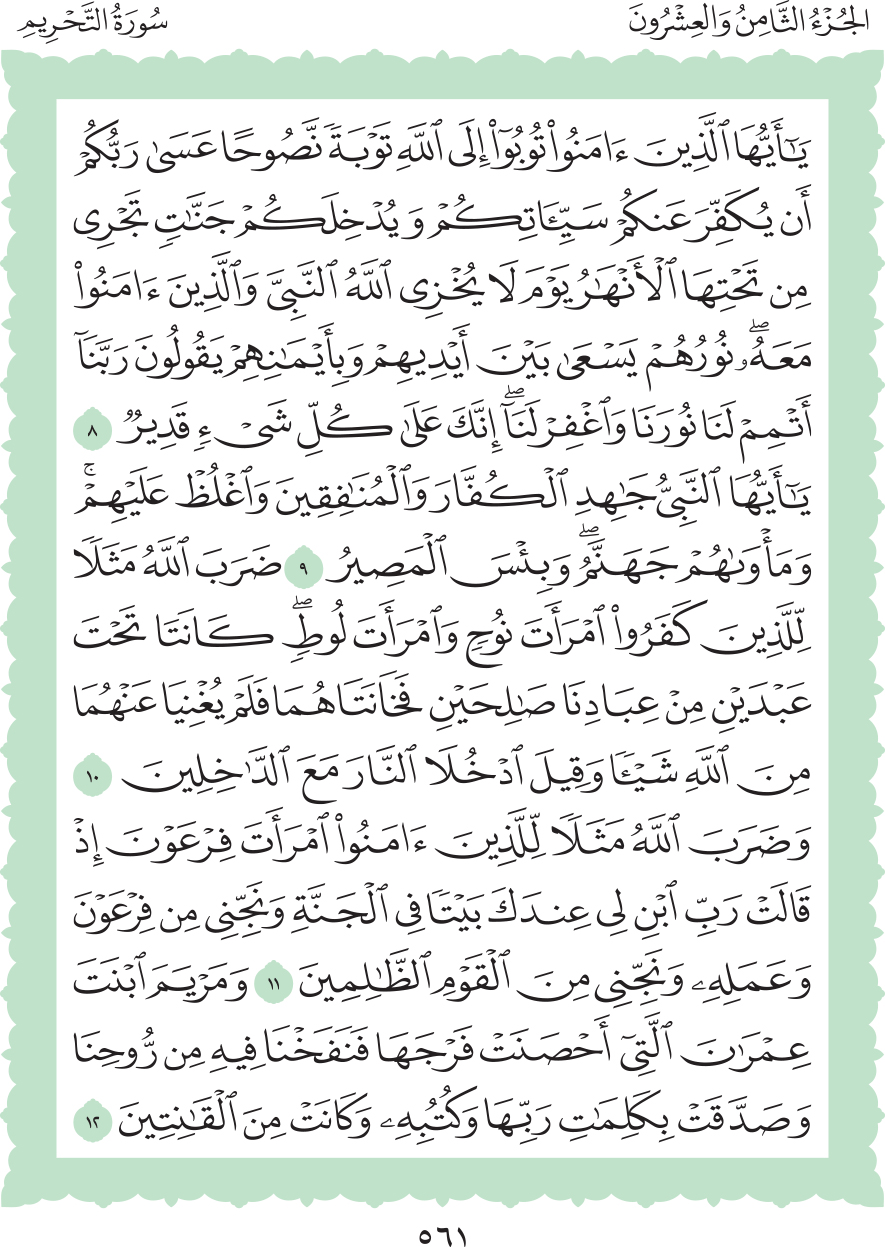 الجُزْءُ الثَّامِنُ وَالْعِشْرُونَ
سُورَةُ التَّحْرِيمِ
يَٰٓأَيُّهَا ٱلَّذِينَ ءَامَنُواْ تُوبُوٓاْ إِلَى ٱللَّهِ تَوۡبَةٗ نَّصُوحًا عَسَىٰ رَبُّكُمۡ
أَن يُكَفِّرَ عَنكُمۡ سَيِّـَٔاتِكُمۡ وَيُدۡخِلَكُمۡ جَنَّٰتٖ تَجۡرِي
مِن تَحۡتِهَا ٱلۡأَنۡهَٰرُ يَوۡمَ لَا يُخۡزِي ٱللَّهُ ٱلنَّبِيَّ وَٱلَّذِينَ ءَامَنُواْ
مَعَهُۥۖ نُورُهُمۡ يَسۡعَىٰ بَيۡنَ أَيۡدِيهِمۡ وَبِأَيۡمَٰنِهِمۡ يَقُولُونَ رَبَّنَآ
أَتۡمِمۡ لَنَا نُورَنَا وَٱغۡفِرۡ لَنَآۖ إِنَّكَ عَلَىٰ كُلِّ شَيۡءٖ قَدِيرٞ ٨
يَٰٓأَيُّهَا ٱلنَّبِيُّ جَٰهِدِ ٱلۡكُفَّارَ وَٱلۡمُنَٰفِقِينَ وَٱغۡلُظۡ عَلَيۡهِمۡۚ
وَمَأۡوَىٰهُمۡ جَهَنَّمُۖ وَبِئۡسَ ٱلۡمَصِيرُ ٩ ضَرَبَ ٱللَّهُ مَثَلٗا
لِّلَّذِينَ كَفَرُواْ ٱمۡرَأَتَ نُوحٖ وَٱمۡرَأَتَ لُوطٖۖ كَانَتَا تَحۡتَ
عَبۡدَيۡنِ مِنۡ عِبَادِنَا صَٰلِحَيۡنِ فَخَانَتَاهُمَا فَلَمۡ يُغۡنِيَا عَنۡهُمَا
مِنَ ٱللَّهِ شَيۡـٔٗا وَقِيلَ ٱدۡخُلَا ٱلنَّارَ مَعَ ٱلدَّٰخِلِينَ ١٠
وَضَرَبَ ٱللَّهُ مَثَلٗا لِّلَّذِينَ ءَامَنُواْ ٱمۡرَأَتَ فِرۡعَوۡنَ إِذۡ
قَالَتۡ رَبِّ ٱبۡنِ لِي عِندَكَ بَيۡتٗا فِي ٱلۡجَنَّةِ وَنَجِّنِي مِن فِرۡعَوۡنَ
وَعَمَلِهِۦ وَنَجِّنِي مِنَ ٱلۡقَوۡمِ ٱلظَّٰلِمِينَ ١١ وَمَرۡيَمَ ٱبۡنَتَ
عِمۡرَٰنَ ٱلَّتِيٓ أَحۡصَنَتۡ فَرۡجَهَا فَنَفَخۡنَا فِيهِ مِن رُّوحِنَا
وَصَدَّقَتۡ بِكَلِمَٰتِ رَبِّهَا وَكُتُبِهِۦ وَكَانَتۡ مِنَ ٱلۡقَٰنِتِينَ ١٢
٥٦١